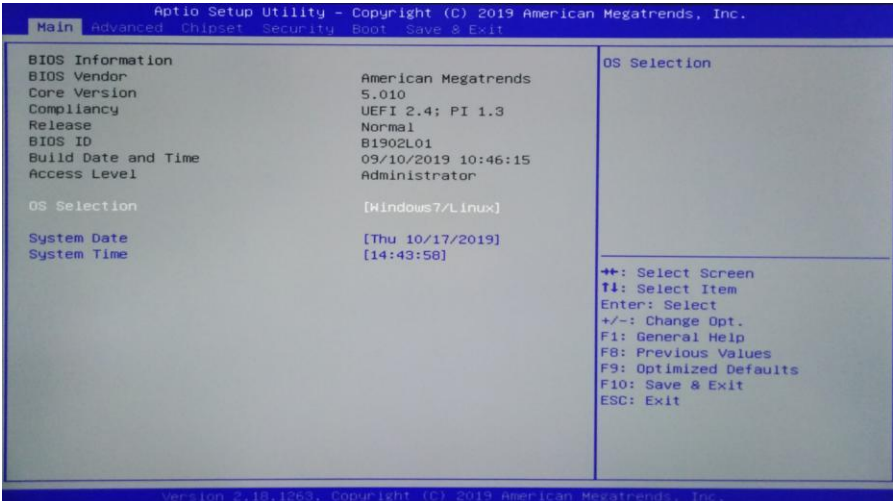 Aptio Setup Utility – Copyright (C) 2019 American Megatrends, Inc.
Main Advanced Chipset Security Boot Save & Exit
BIOS Information
BIOS Vendor American Megatrends
Core Version 5.010
Compliancy UEFI 2.4; PI 1.3
Release Normal
BIOS ID B1902L01
Build Date and Time 09/10/2019 10:46:15
Access Level Administrator
OS Selection [Windows7/Linux]
System Date [Thu 10/17/2019]
System Time [14:43:58]
OS Selection
→←: Select Screen
↑↓: Select Item
Enter: Select
+/-: Change Opt.
F1: General Help
F8: Previous Values
F9: Optimized Defaults
F10: Save & Exit
ESC: Exit
Version 2.18.1263. Copyright (C) 2019 American Megatrends, Inc.